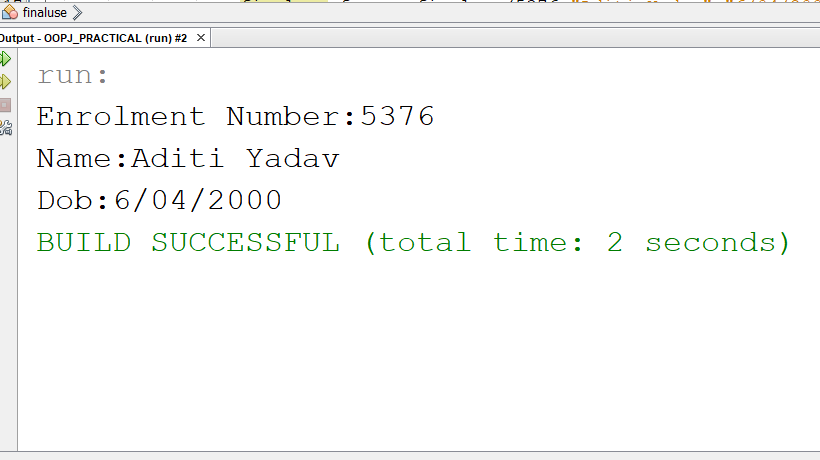 finaluse
Output - OOPJ_PRACTICAL (run) #2
run:
Enrolment Number:5376
Name:Aditi Yadav
Dob:6/04/2000
BUILD SUCCESSFUL (total time: 2 seconds)